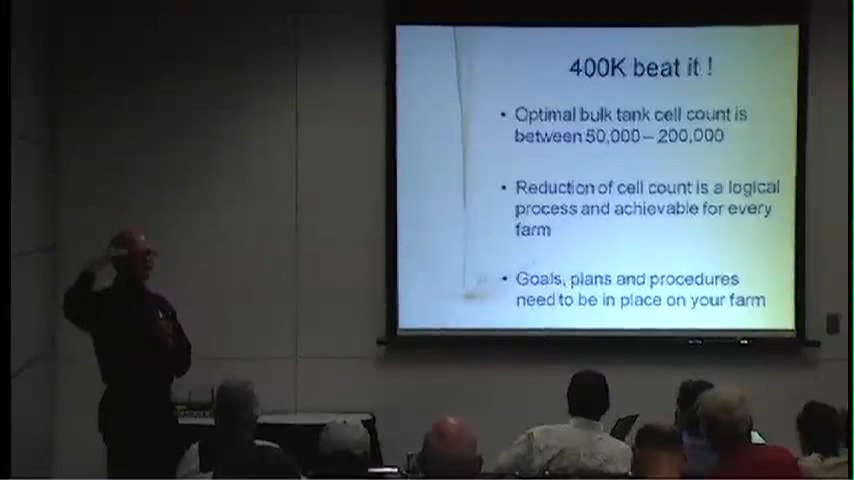 400K beat it !
• Optimal bulk tank cell count is
between 50,000 – 200,000
• Reduction of cell count is a logical
process and achievable for every
farm
• Goals, plans and procedures
need to be in place on your farm